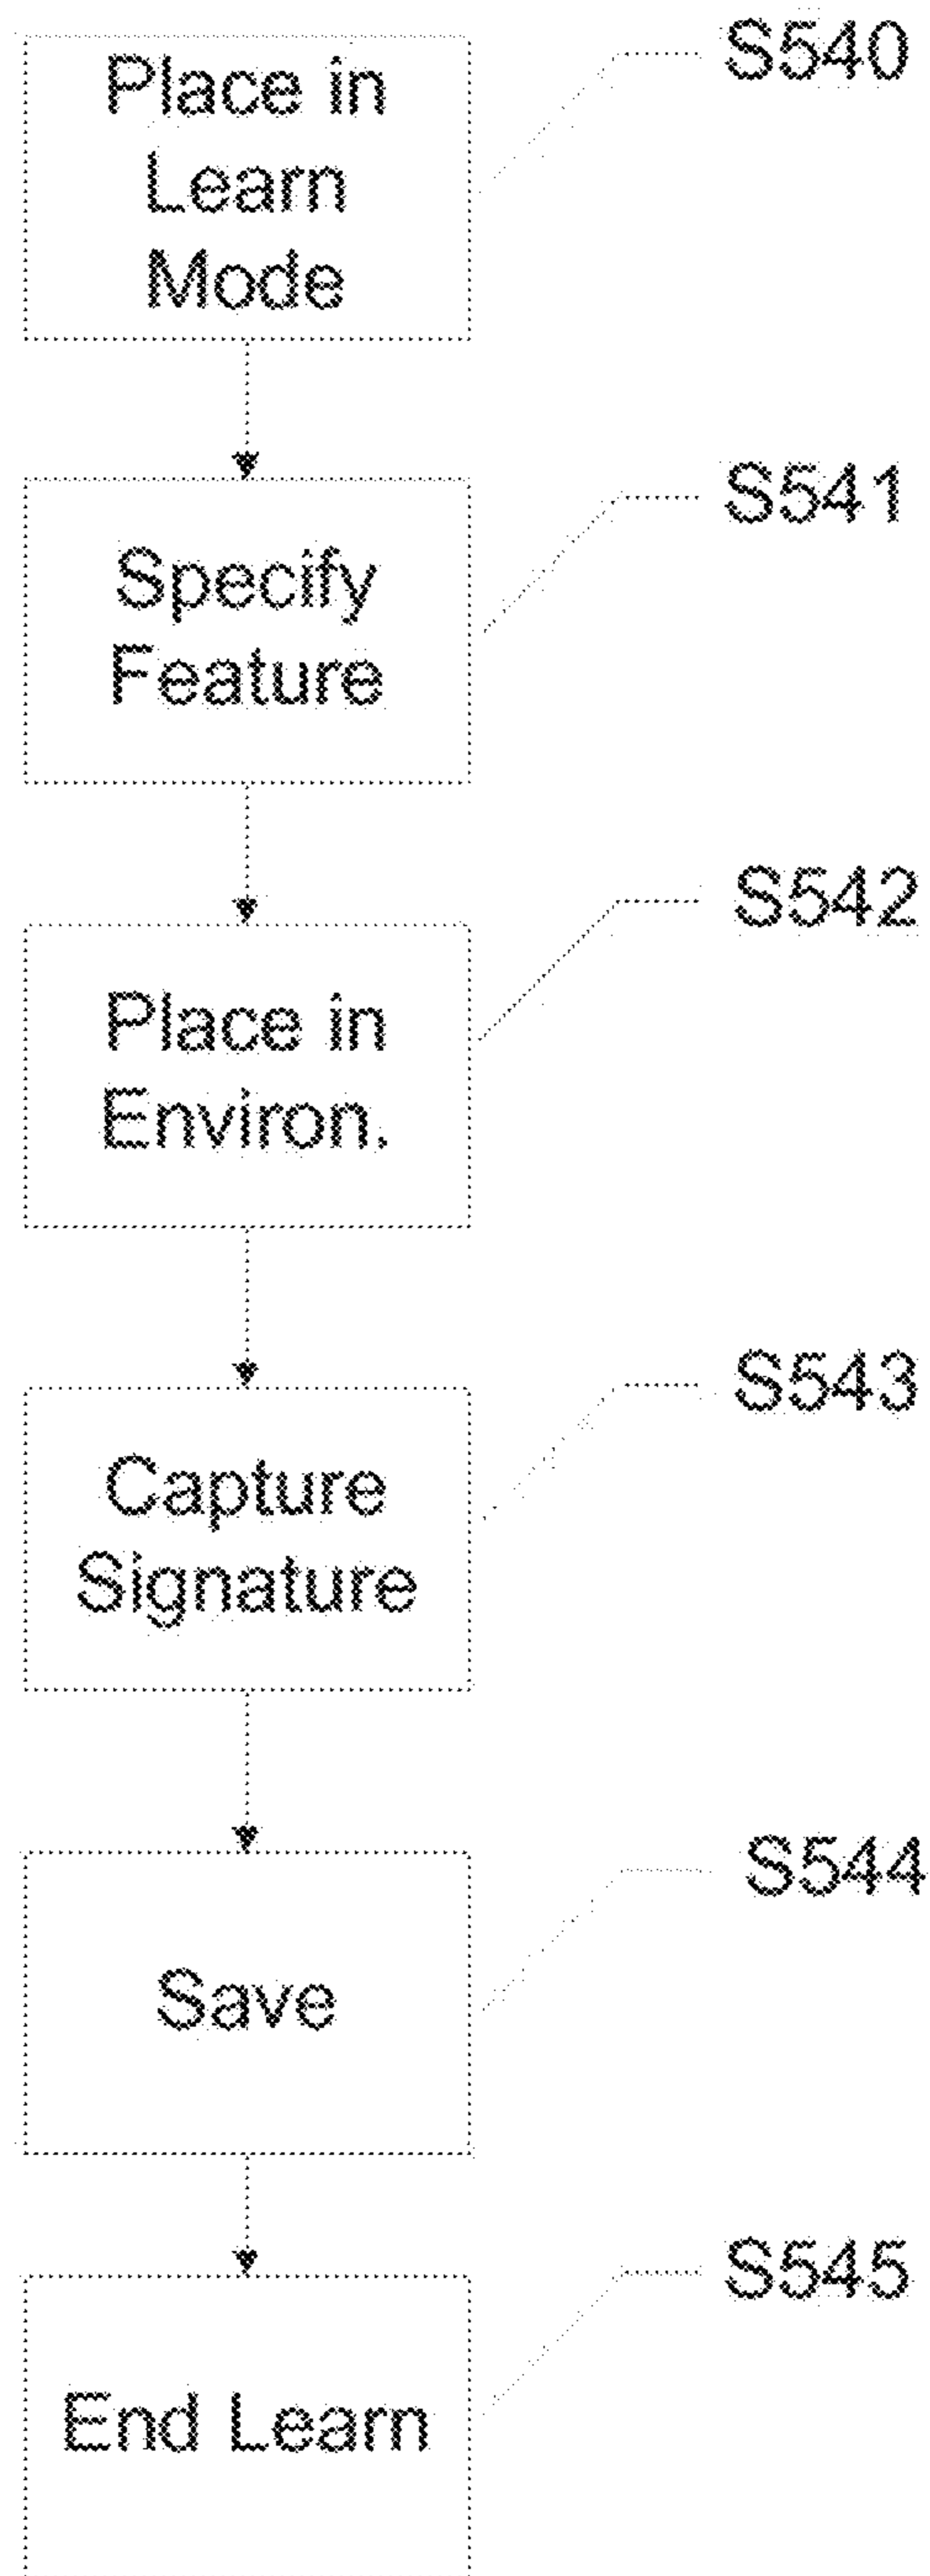 Place in
Learn
Mode
S540
Specify
Feature
S541
Place in
Environ.
S542
Capture
Signature
S543
Save
S544
End Learn
S545